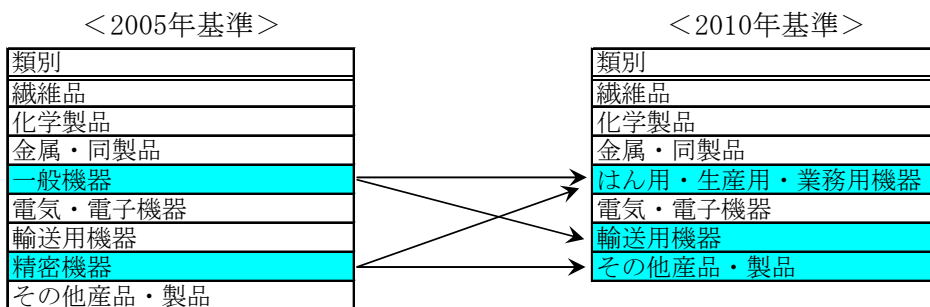 ＜2005年基準＞
類別
繊維品
化学製品
金属・同製品
一般機器
電気・電子機器
輸送用機器
精密機器
その他産品・製品
＜2010年基準＞
類別
繊維品
化学製品
金属・同製品
はん用・生産用・業務用機器
電気・電子機器
輸送用機器
その他産品・製品